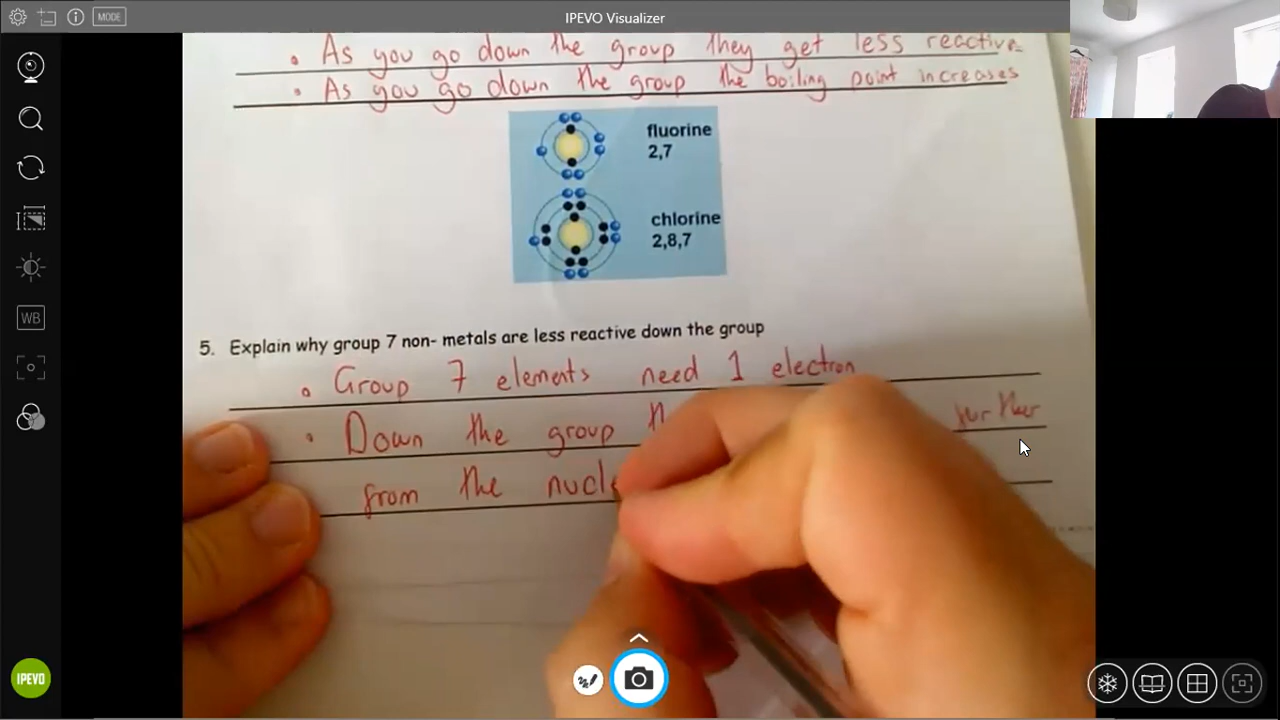 IPEVO Visualizer
MODE
• As you go down the group they get less reactive
• As you go down the group the boiling point increases
fluorine
2,7
chlorine
2,8,7
WB
5. Explain why group 7 non- metals are less reactive down the group
• Group 7 elements need 1 electron
• Down the group further
from the nucle
IPEVO